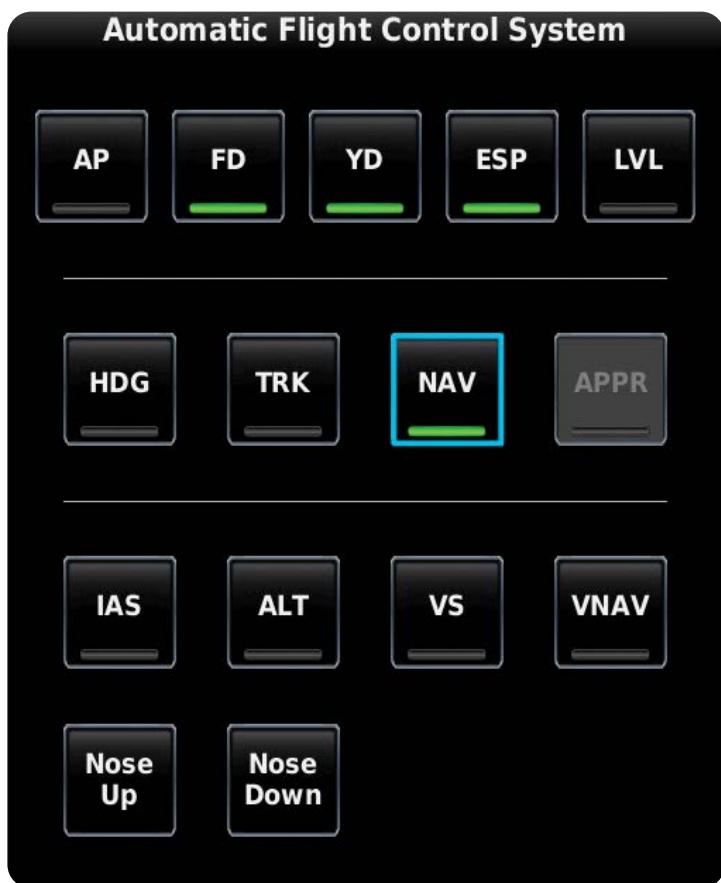 Automatic Flight Control System
AP FD YD ESP LVL
HDG TRK NAV APPR
IAS ALT VS VNAV
Nose Nose
Up Down